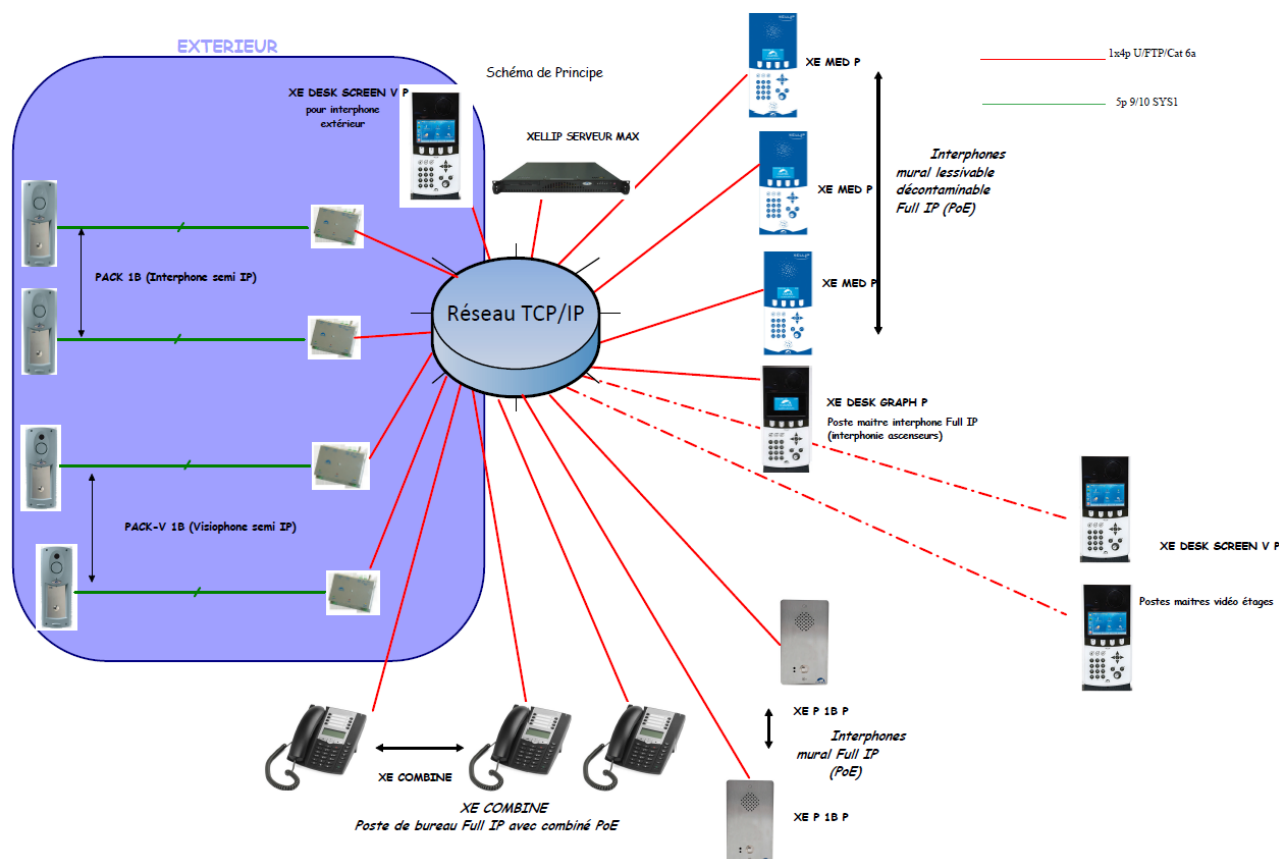 EXTERIEUR
Schéma de Principe
XE DESK SCREEN V P
pour interphone
extérieur
XELLIP SERVEUR MAX
XE MED P
1x4p U/FTP/Cat 6a
5p 9/10 SYS1
Interphones
mural lessivable
décontaminable
Full IP (PoE)
XE MED P
XE MED P
PACK 1B (Interphone semi IP)
Réseau TCP/IP
XE DESK GRAPH P
Poste maitre interphone Full IP
(interphonie ascenseurs)
PACK-V 1B (Visiophone semi IP)
XE DESK SCREEN V P
Postes maitres vidéo étages
XE P 1B P
Interphones
mural Full IP
(PoE)
XE P 1B P
XE COMBINE
XE COMBINE
Poste de bureau Full IP avec combiné PoE